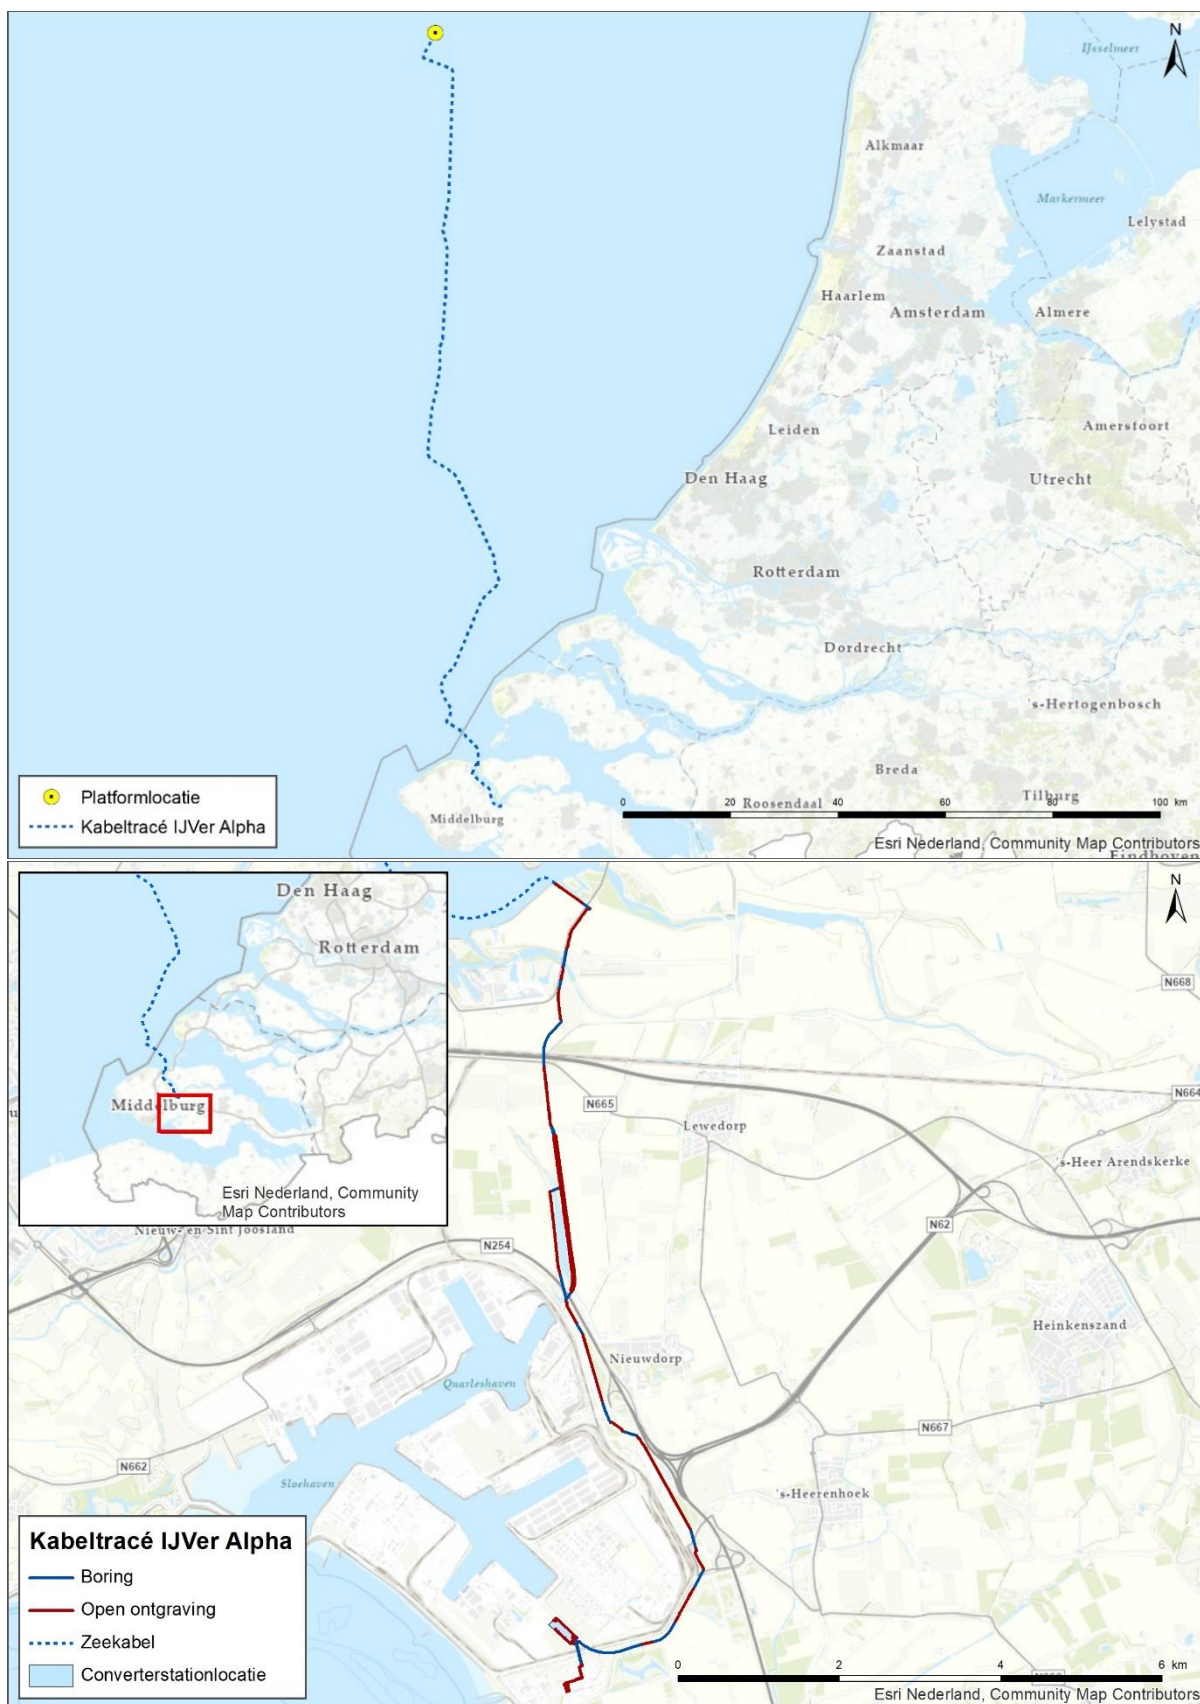 N
IJsselmeer
Alkmaar
Markermeer
Lelystad
Zaanstad
Haarlem
Amsterdam
Almere
Leiden
Amersfoort
Den Haag
Utrecht
Rotterdam
Dordrecht
's-Hertogenbosch
Breda
Tilburg
Roosendaal
Middelburg
Eindhoven
Platformlocatie
Kabeltracé IJVer Alpha
0 20 40 60 80 100 km
Esri Nederland, Community Map Contributors
Den Haag
Rotterdam
Middelburg
Esri Nederland, Community
Map Contributors
N
N668
N664
N665
Lewedorp
's-Heer Arendskerke
N62
Nieuw- en Sint Joosland
N254
Heinkenszand
Nieuwdorp
Quarleshaven
N667
N662
Sloehaven
's-Heerenhoek
Kabeltracé IJVer Alpha
Boring
Open ontgraving
Zeekabel
Converterstationlocatie
0 2 4 6 km
Esri Nederland, Community Map Contributors